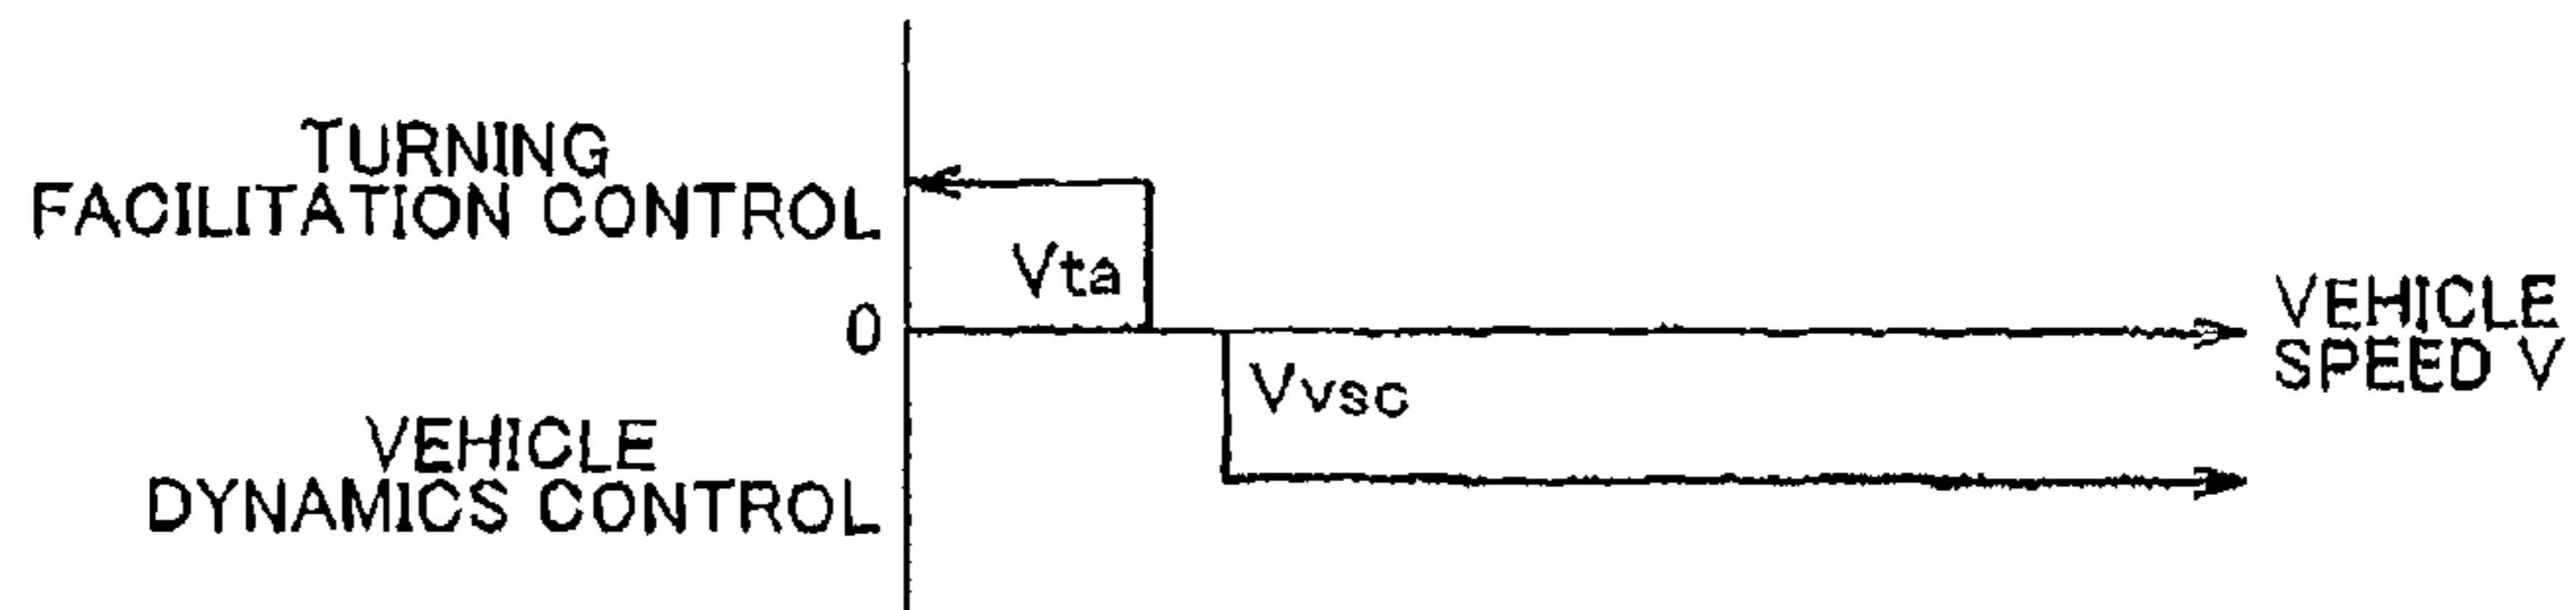 TURNING
FACILITATION CONTROL
Vta
0
VEHICLE
SPEED V
Vvsc
VEHICLE
DYNAMICS CONTROL